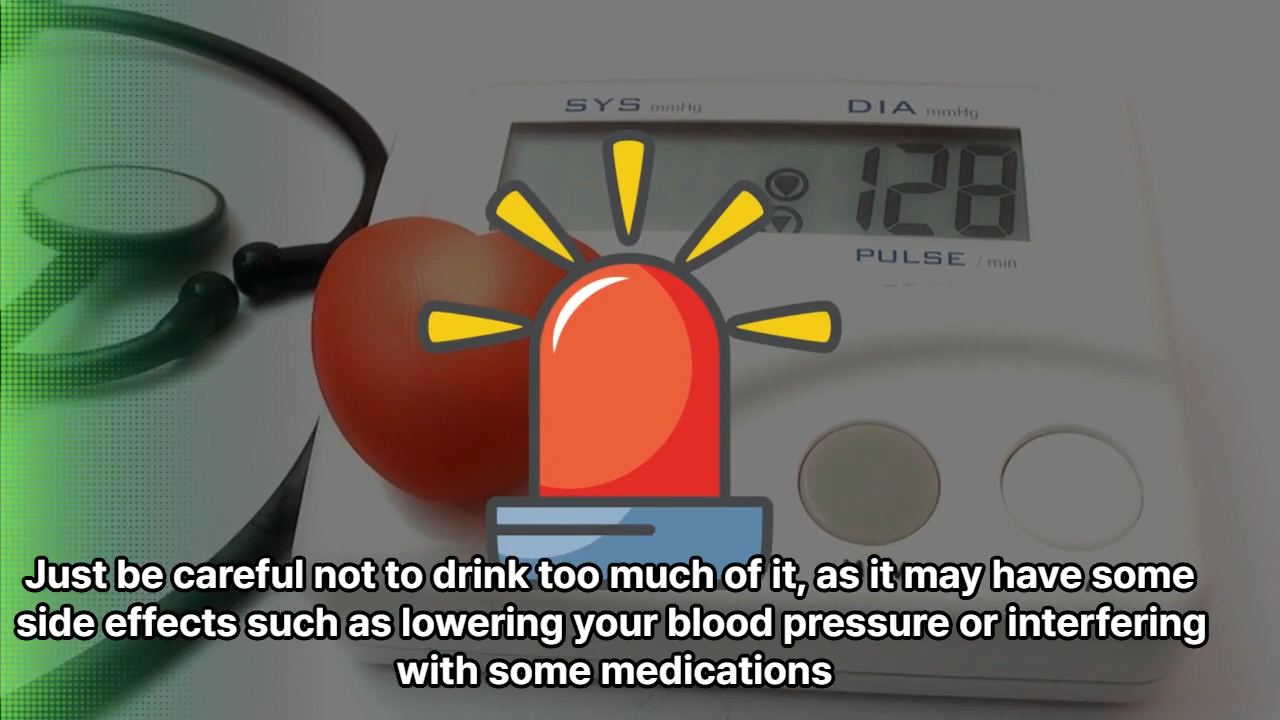 SYS mmHg DIA mmHg
128
PULSE / min
Just be careful not to drink too much of it, as it may have some
side effects such as lowering your blood pressure or interfering
with some medications